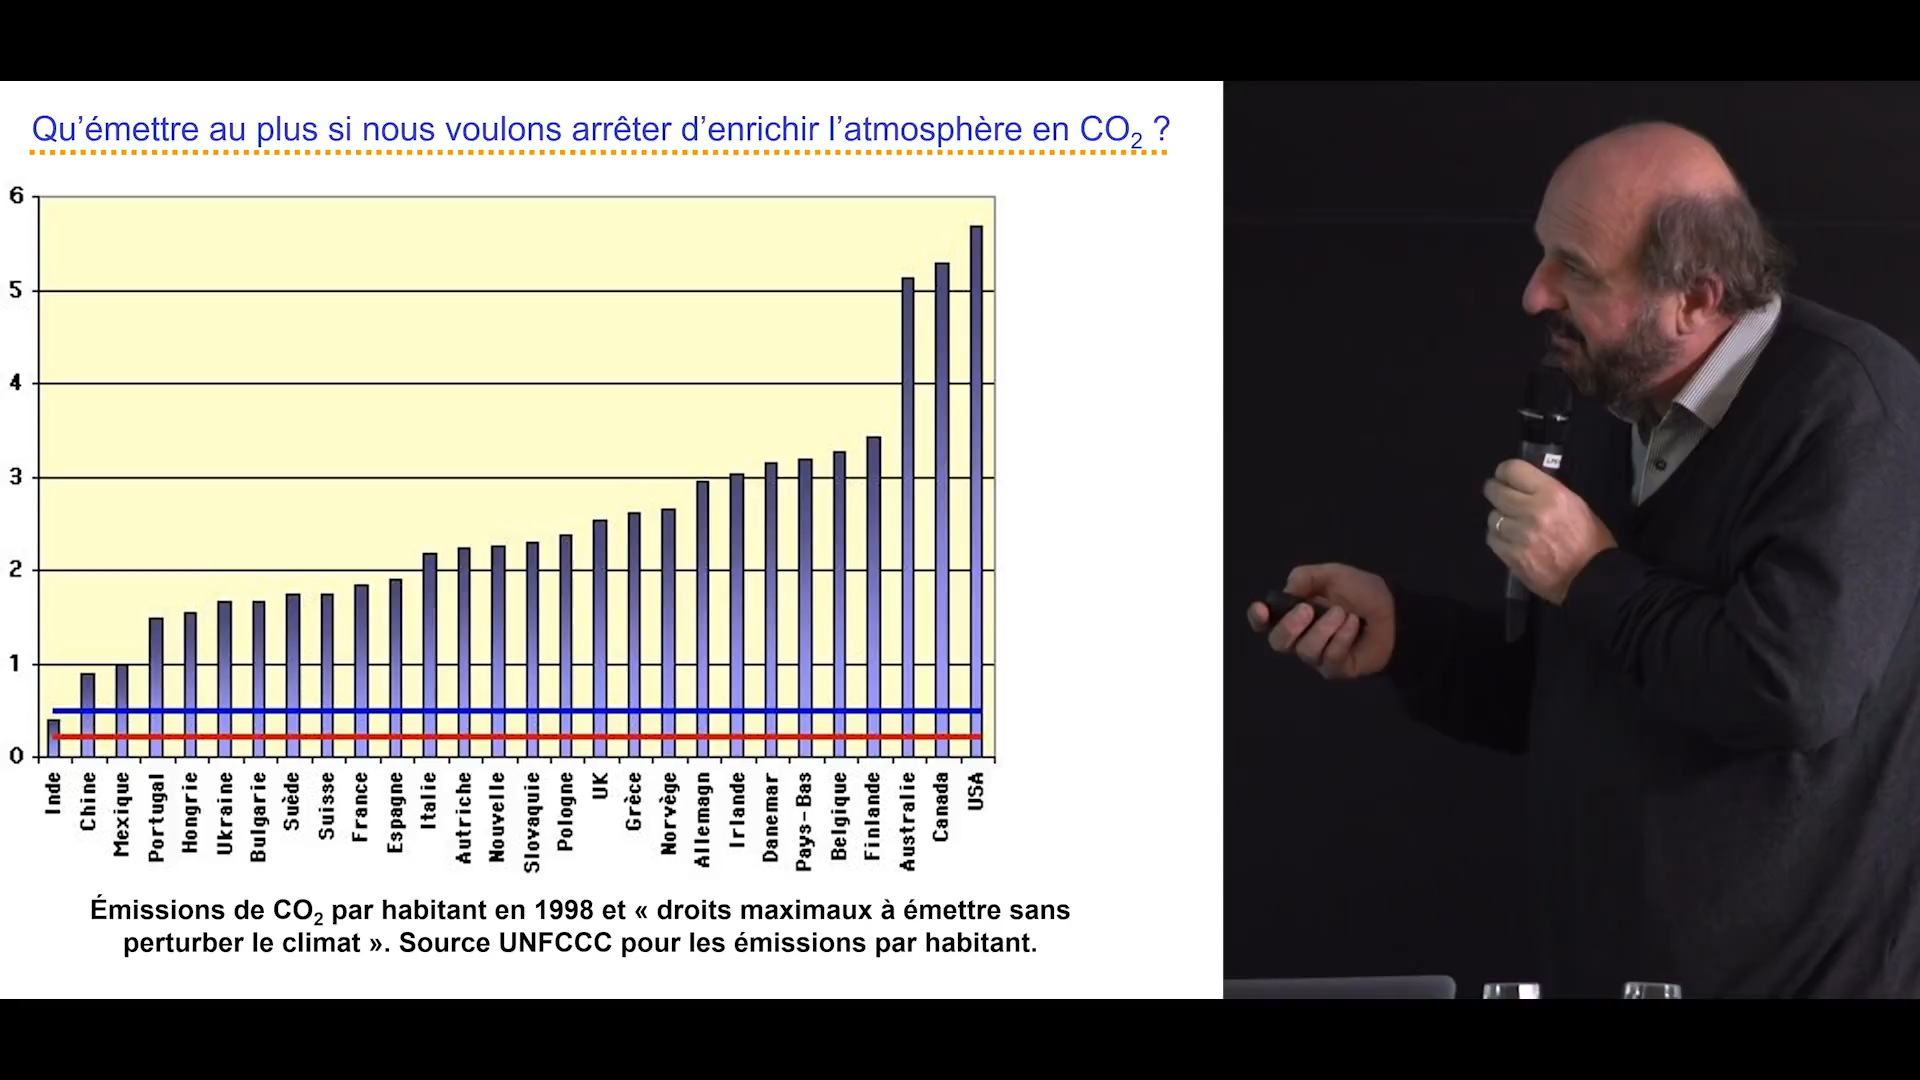 Qu’émettre au plus si nous voulons arrêter d’enrichir l’atmosphère en CO₂ ?
6
5
4
3
2
1
0
Inde
Chine
Mexique
Portugal
Hongrie
Ukraine
Bulgarie
Suède
Suisse
France
Espagne
Italie
Autriche
Nouvelle
Slovaquie
Pologne
UK
Grèce
Norvège
Allemagn
Irlande
Danemar
Pays-Bas
Belgique
Finlande
Australie
Canada
USA
Émissions de CO₂ par habitant en 1998 et « droits maximaux à émettre sans
perturber le climat ». Source UNFCCC pour les émissions par habitant.